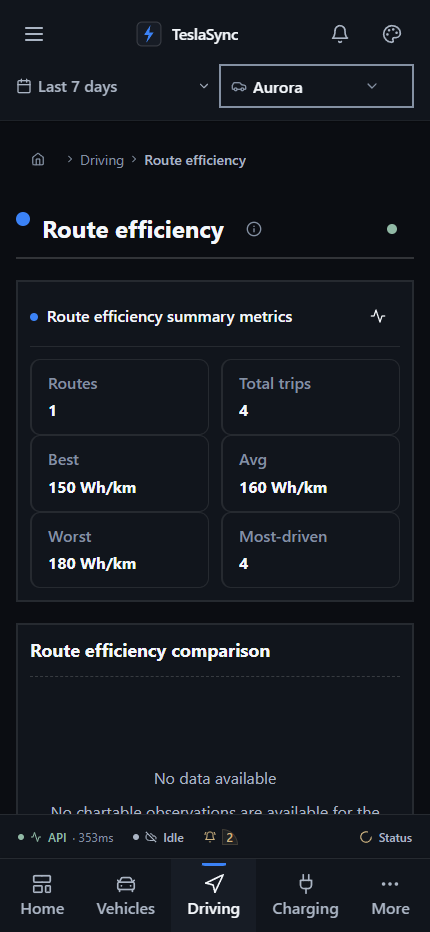 TeslaSync
Last 7 days
Aurora
Driving
Route efficiency
Route efficiency
Route efficiency summary metrics
Routes
1
Total trips
4
Best
150 Wh/km
Avg
160 Wh/km
Worst
180 Wh/km
Most-driven
4
Route efficiency comparison
No data available
No chartable observations are available for the
API · 353ms
Idle
2
Status
Home
Vehicles
Driving
Charging
More